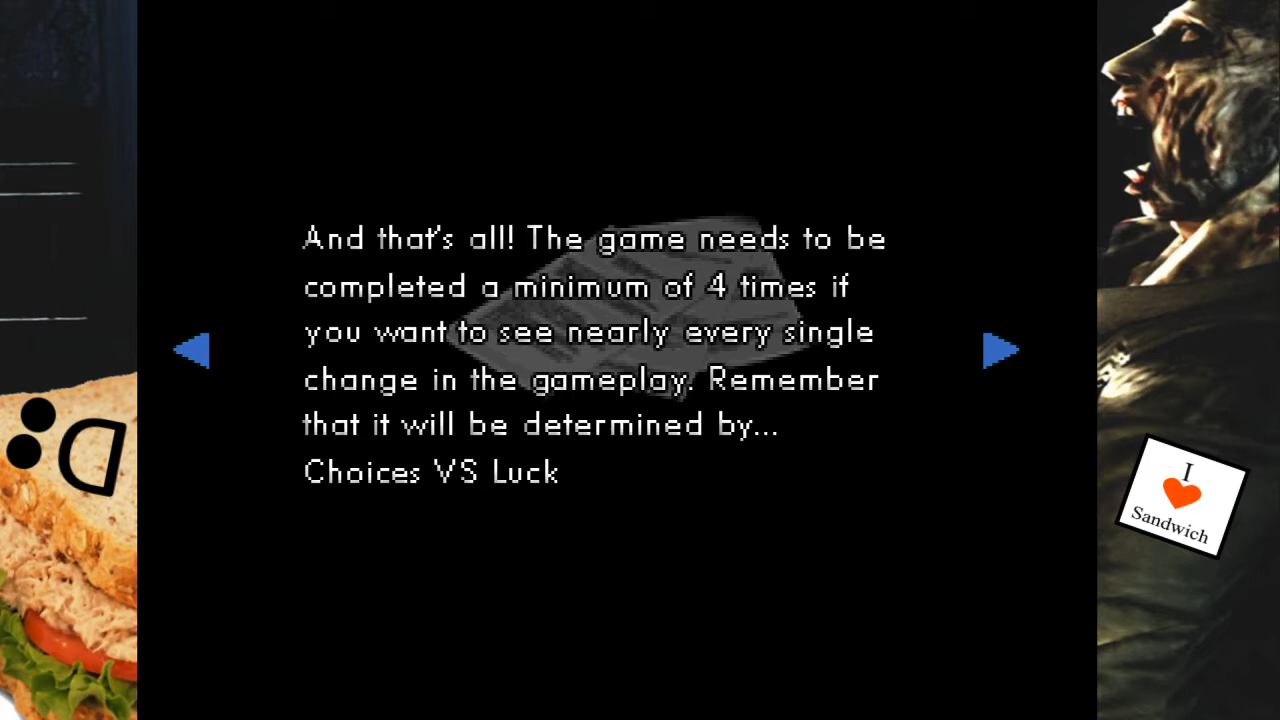 And that's all! The game needs to be
completed a minimum of 4 times if
you want to see nearly every single
change in the gameplay. Remember
that it will be determined by...
Choices VS Luck
I
Sandwich